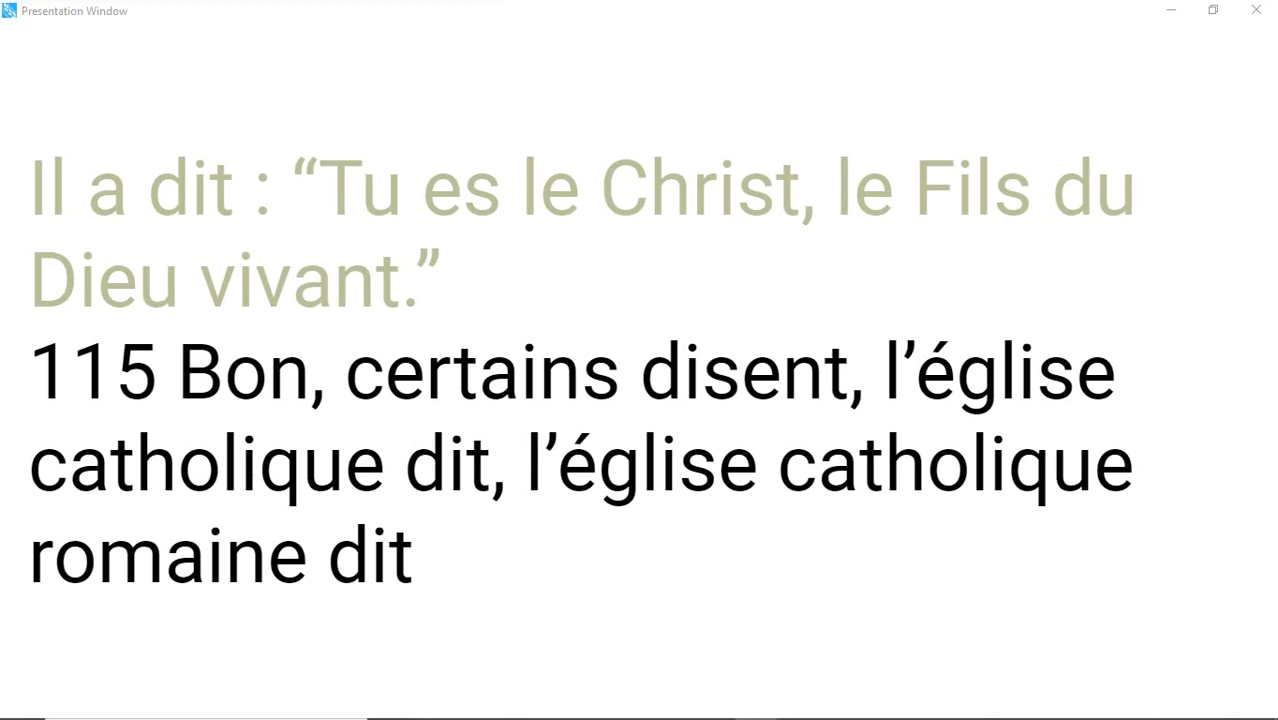 Presentation Window
Il a dit : “Tu es le Christ, le Fils du
Dieu vivant.”
115 Bon, certains disent, l’église
catholique dit, l’église catholique
romaine dit